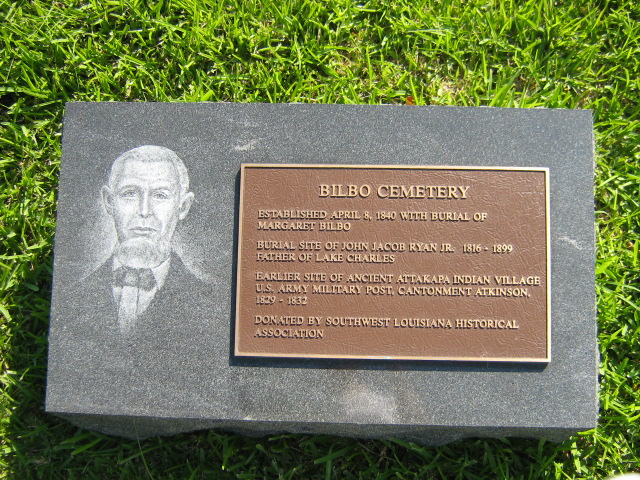 BILBO CEMETERY
ESTABLISHED APRIL 8, 1840 WITH BURIAL OF
MARGARET BILBO
BURIAL SITE OF JOHN JACOB RYAN JR. 1816 - 1899
FATHER OF LAKE CHARLES
EARLIER SITE OF ANCIENT ATTAKAPA INDIAN VILLAGE
U.S. ARMY MILITARY POST, CANTONMENT ATKINSON,
1829 - 1832
DONATED BY SOUTHWEST LOUISIANA HISTORICAL
ASSOCIATION